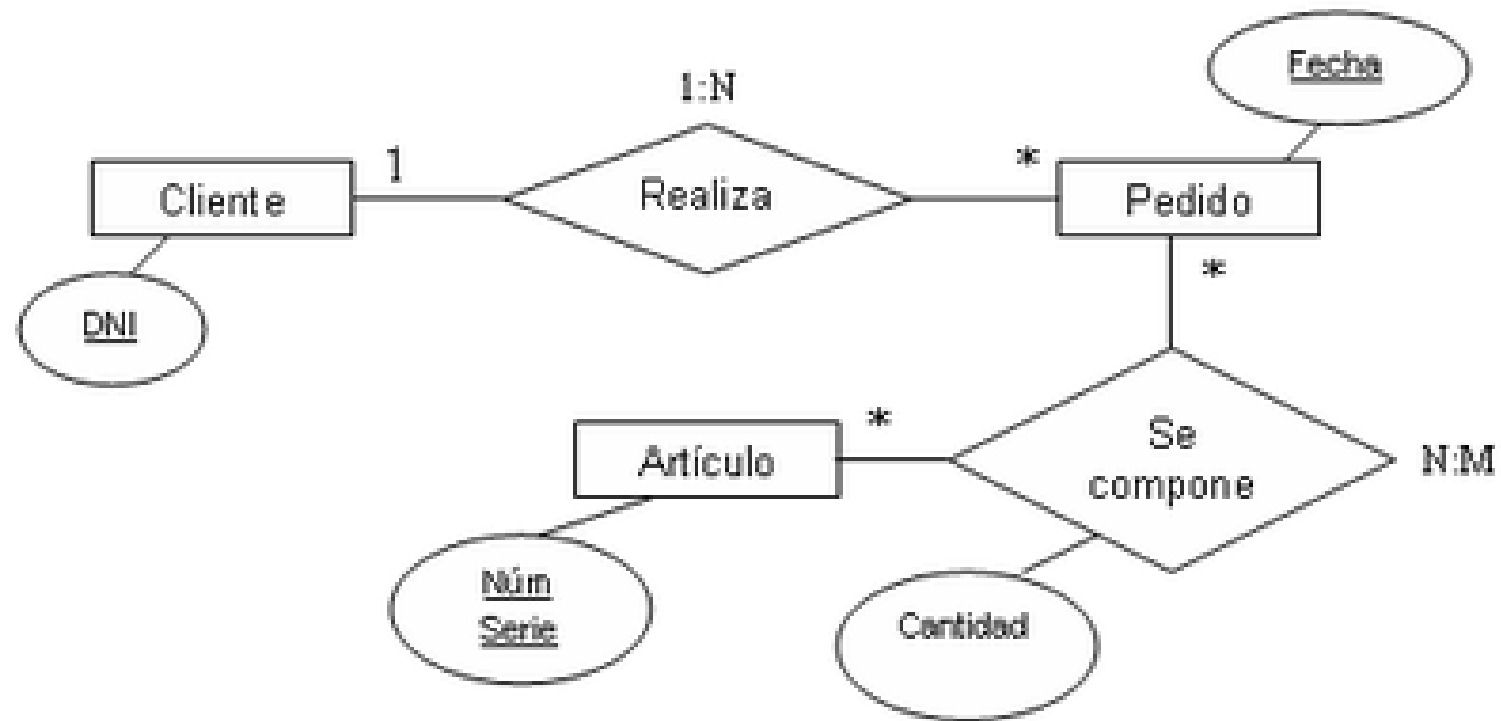 Fecha
1:N
Cliente
1
Realiza
*
Pedido
DNI
*
Artículo
*
Se
compone
N:M
Núm
Serie
Cantidad